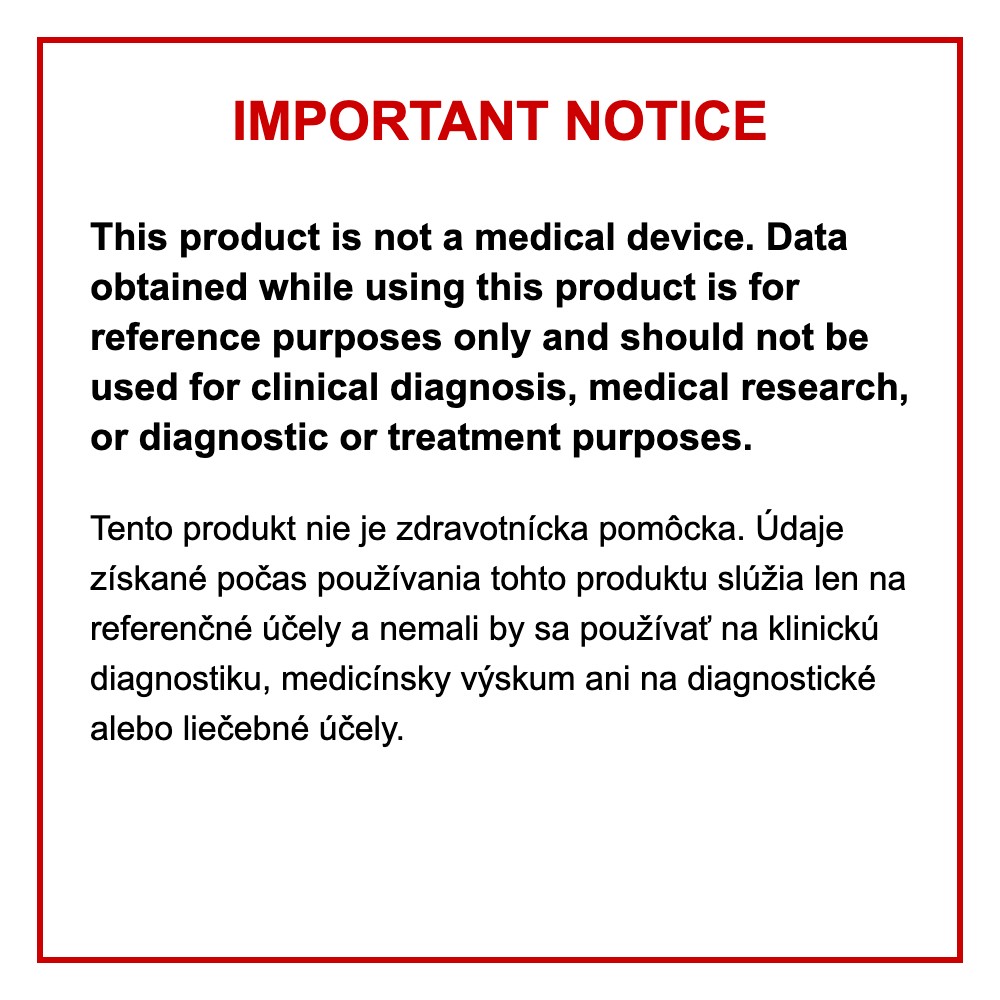 IMPORTANT NOTICE
This product is not a medical device. Data
obtained while using this product is for
reference purposes only and should not be
used for clinical diagnosis, medical research,
or diagnostic or treatment purposes.
Tento produkt nie je zdravotnícka pomôcka. Údaje
získané počas používania tohto produktu slúžia len na
referenčné účely a nemali by sa používať na klinickú
diagnostiku, medicínsky výskum ani na diagnostické
alebo liečebné účely.